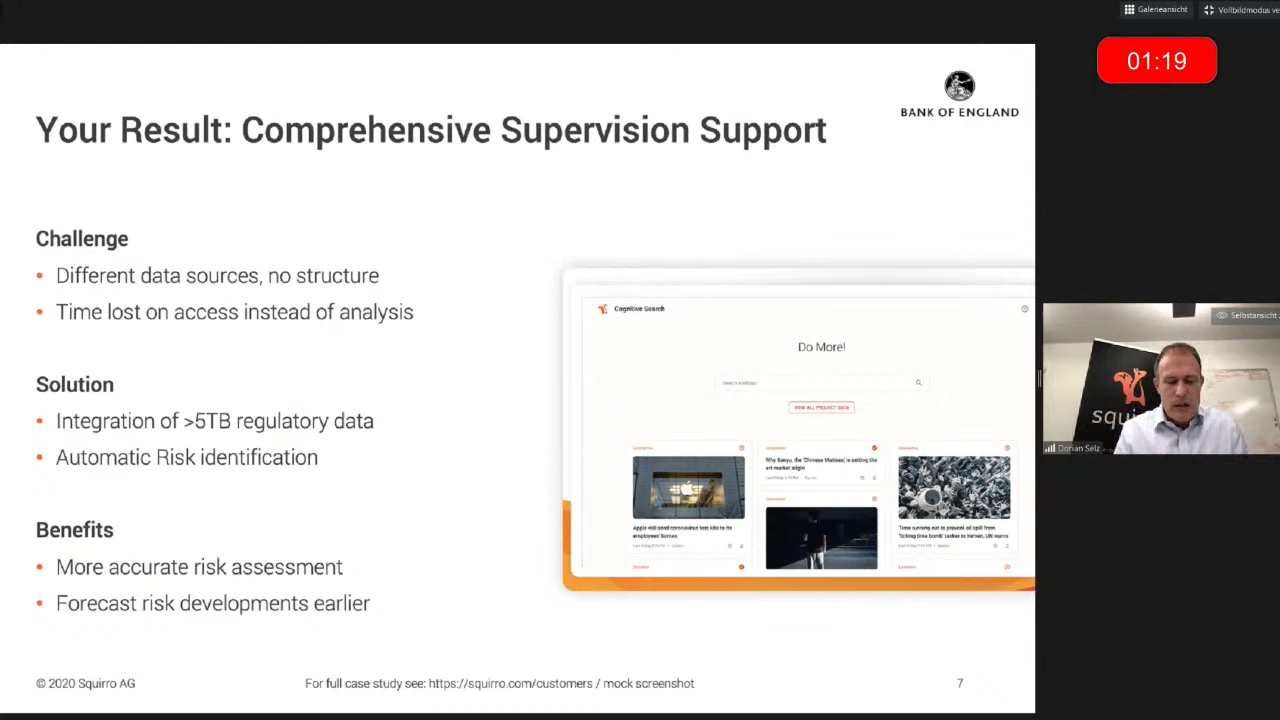 Galerieansicht
Vollbildmodus ve
01:19
BANK OF ENGLAND
Your Result: Comprehensive Supervision Support
Challenge
• Different data sources, no structure
• Time lost on access instead of analysis
Solution
• Integration of >5TB regulatory data
• Automatic Risk identification
Benefits
• More accurate risk assessment
• Forecast risk developments earlier
Cognitive Search
Do More!
VIEW ALL PROJECT DATA
Apple will send coronavirus test kits to its
employees' homes
Why Sanyu, the 'Chinese Matisse', is setting the
art market alight
Time running out to prevent oil spill from
'ticking time bomb' tanker in Yemen, UN warns
Selbstansicht
squi
Dorian Selz
© 2020 Squirro AG
For full case study see: https://squirro.com/customers / mock screenshot
7